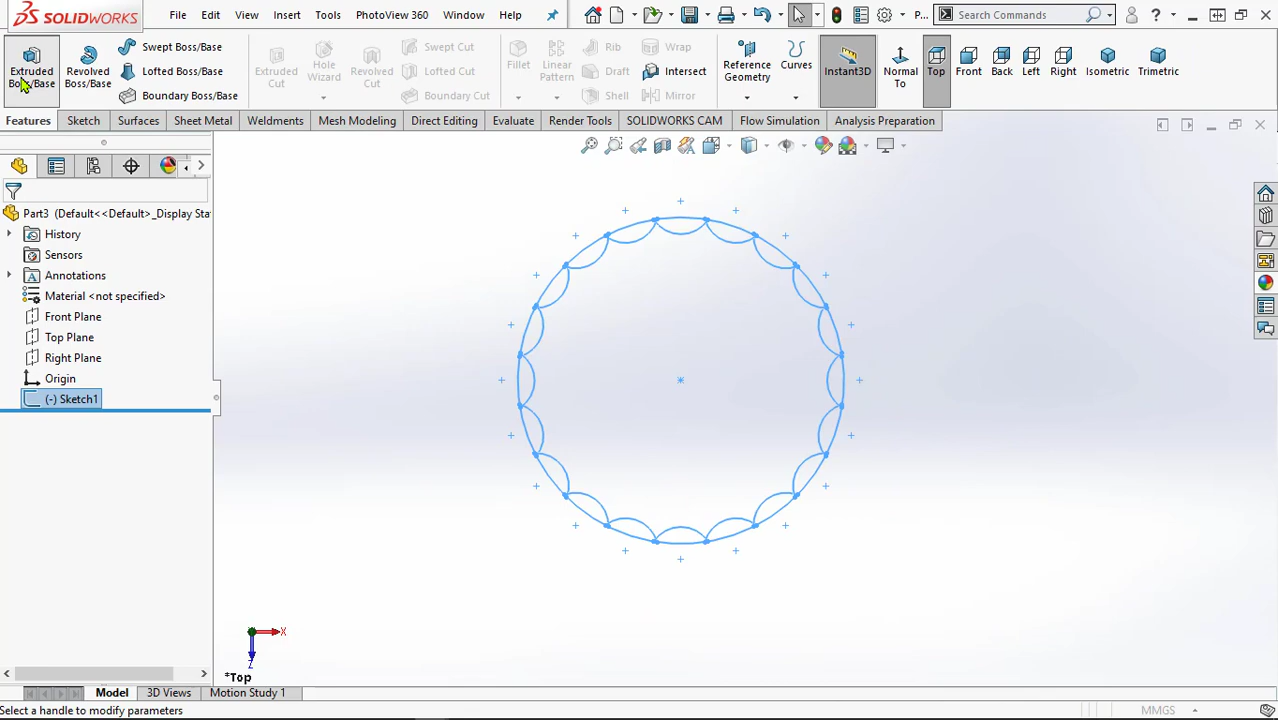 SOLIDWORKS File Edit View Insert Tools PhotoView 360 Window Help P... Search Commands ?
Extruded Boss/Base Revolved Boss/Base Swept Boss/Base Lofted Boss/Base Boundary Boss/Base Extruded Cut Hole Wizard Revolved Cut Swept Cut Lofted Cut Boundary Cut Fillet Linear Pattern Rib Draft Shell Wrap Intersect Mirror Reference Geometry Curves Instant3D Normal To Top Front Back Left Right Isometric Trimetric
Features Sketch Surfaces Sheet Metal Weldments Mesh Modeling Direct Editing Evaluate Render Tools SOLIDWORKS CAM Flow Simulation Analysis Preparation
Part3 (Default<<Default>_Display Sta
History
Sensors
Annotations
Material <not specified>
Front Plane
Top Plane
Right Plane
Origin
(-) Sketch1
X
Z
*Top
Model 3D Views Motion Study 1
Select a handle to modify parameters MMGS